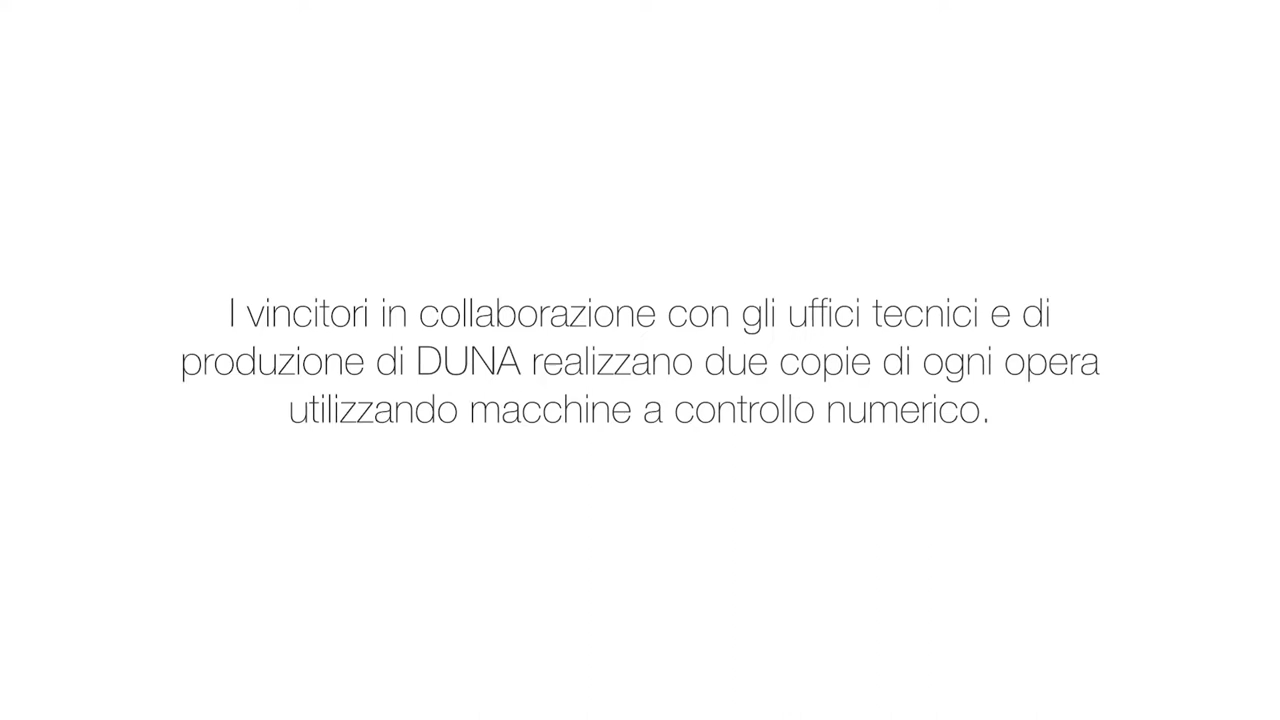 I vincitori in collaborazione con gli uffici tecnici e di
produzione di DUNA realizzano due copie di ogni opera
utilizzando macchine a controllo numerico.